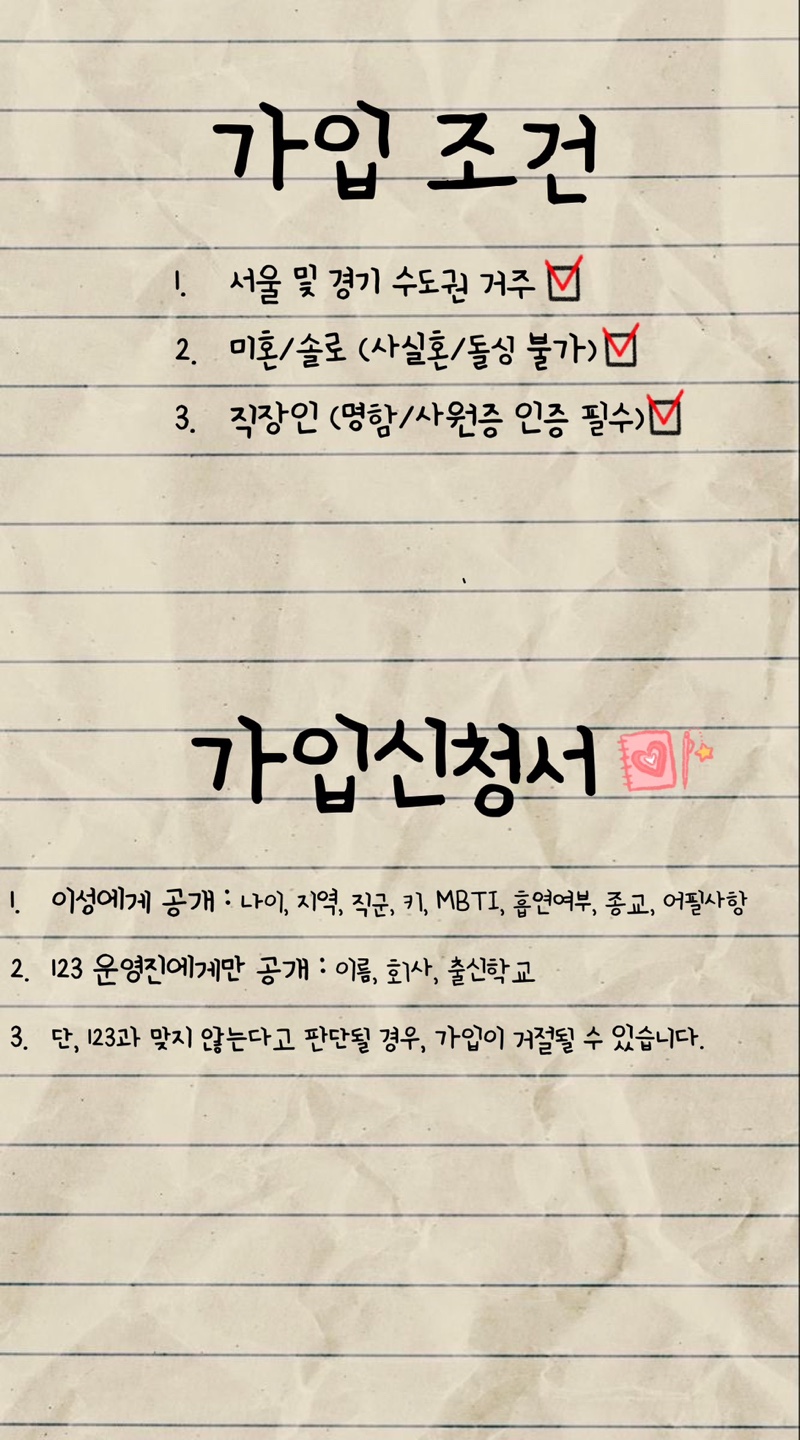 가입 조건
1. 서울 및 경기 수도권 거주
2. 미혼/솔로 (사실혼/돌싱 불가)
3. 직장인 (명함/사원증 인증 필수)
가입신청서
1. 이성에게 공개 : 나이, 지역, 직군, 키, MBTI, 흡연여부, 종교, 어필사항
2. 123 운영진에게만 공개 : 이름, 회사, 출신학교
3. 단, 123과 맞지 않는다고 판단될 경우, 가입이 거절될 수 있습니다.